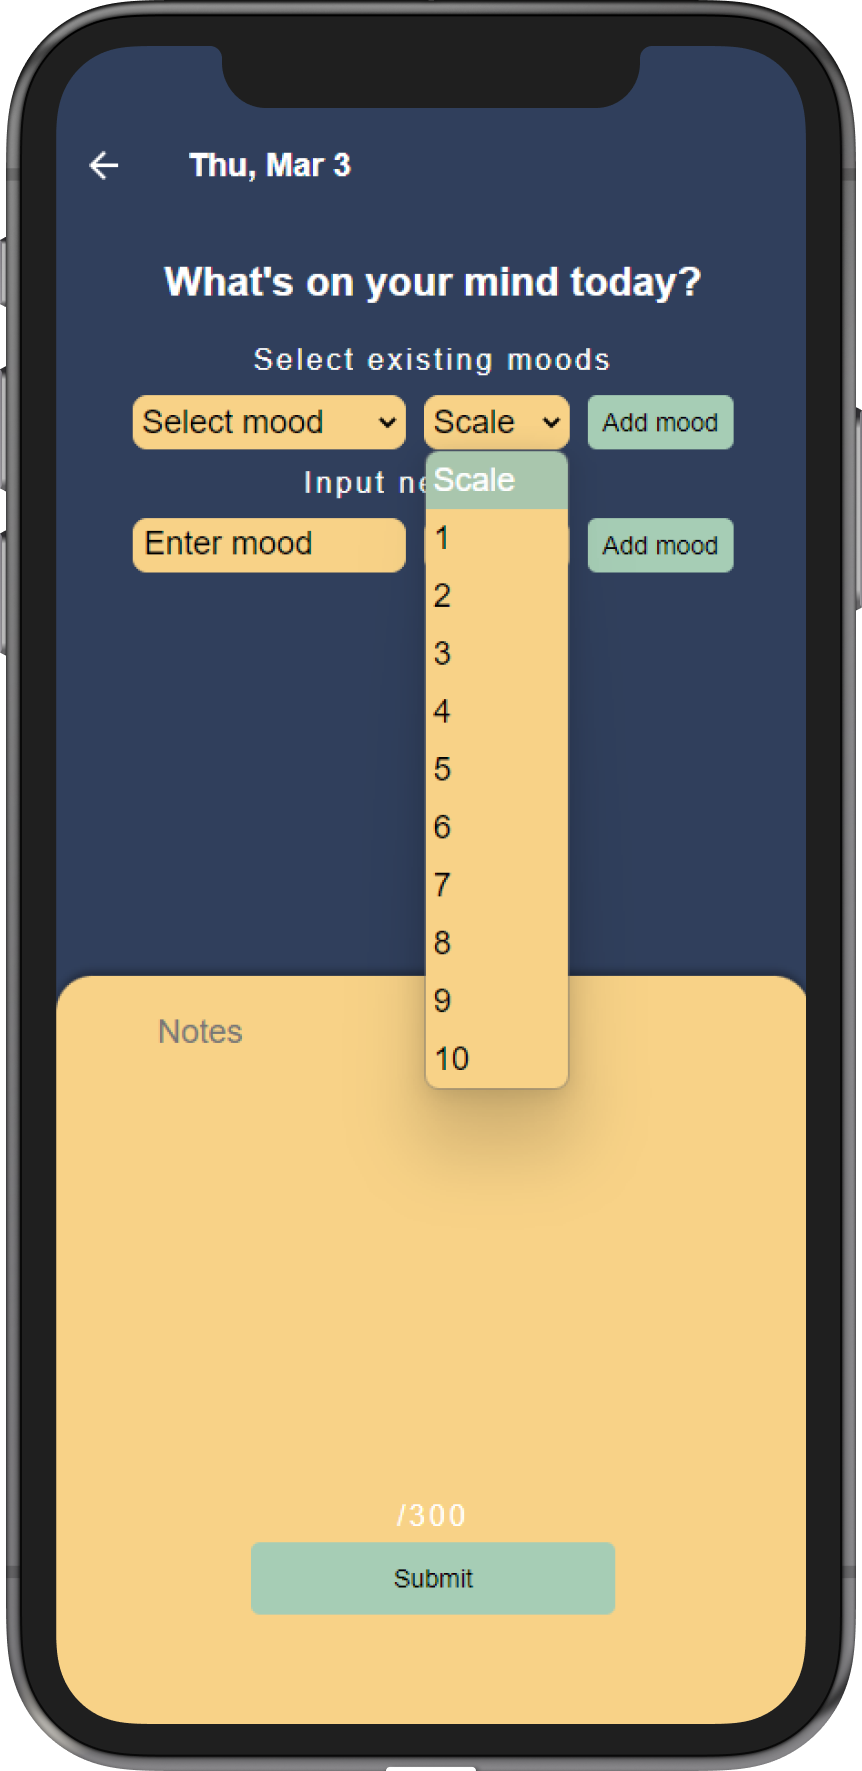 Thu, Mar 3
What's on your mind today?
Select existing moods
Select mood Scale Add mood
Input ne
Enter mood Add mood
Scale
1
2
3
4
5
6
7
8
9
10
Notes
/300
Submit